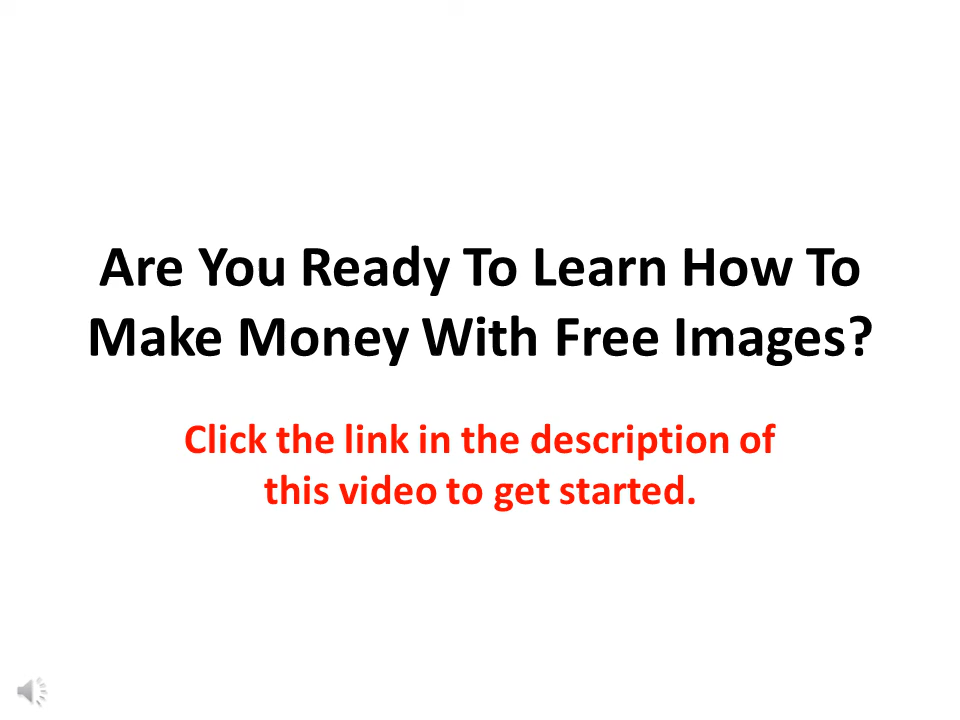 Are You Ready To Learn How To
Make Money With Free Images?
Click the link in the description of
this video to get started.